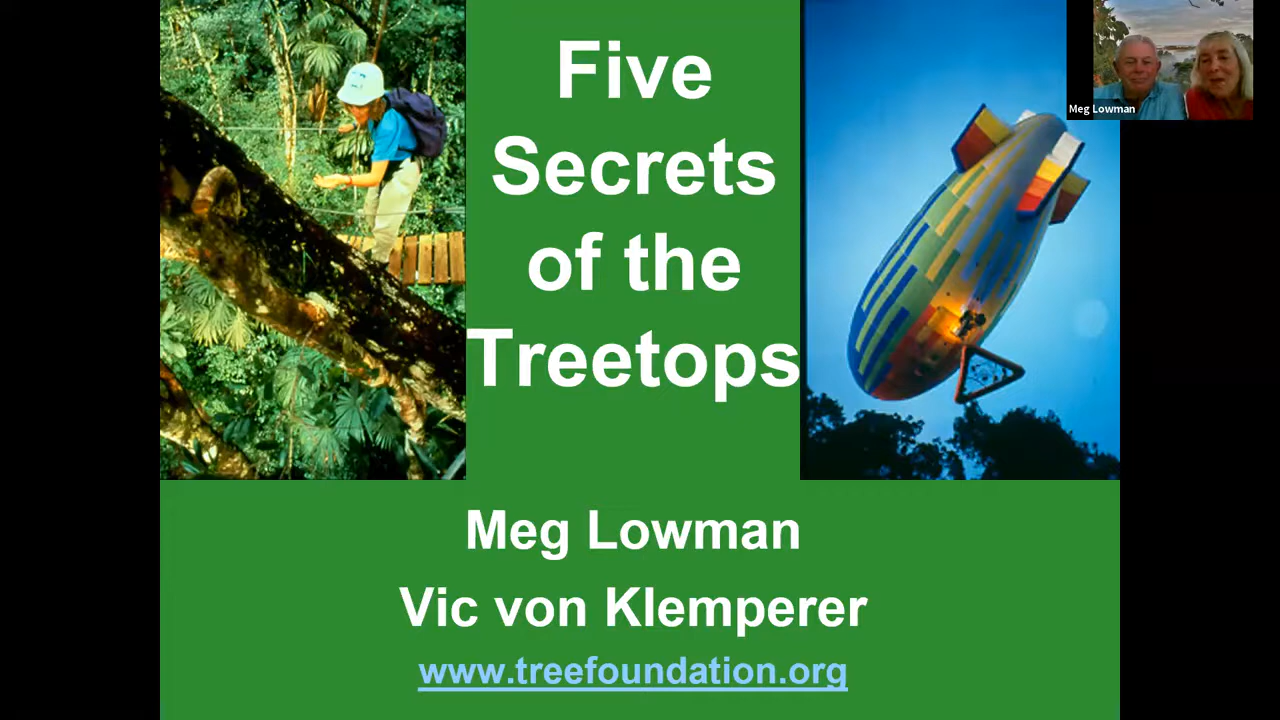 Five
Secrets
of the
Treetops
Meg Lowman
Meg Lowman
Vic von Klemperer
www.treefoundation.org